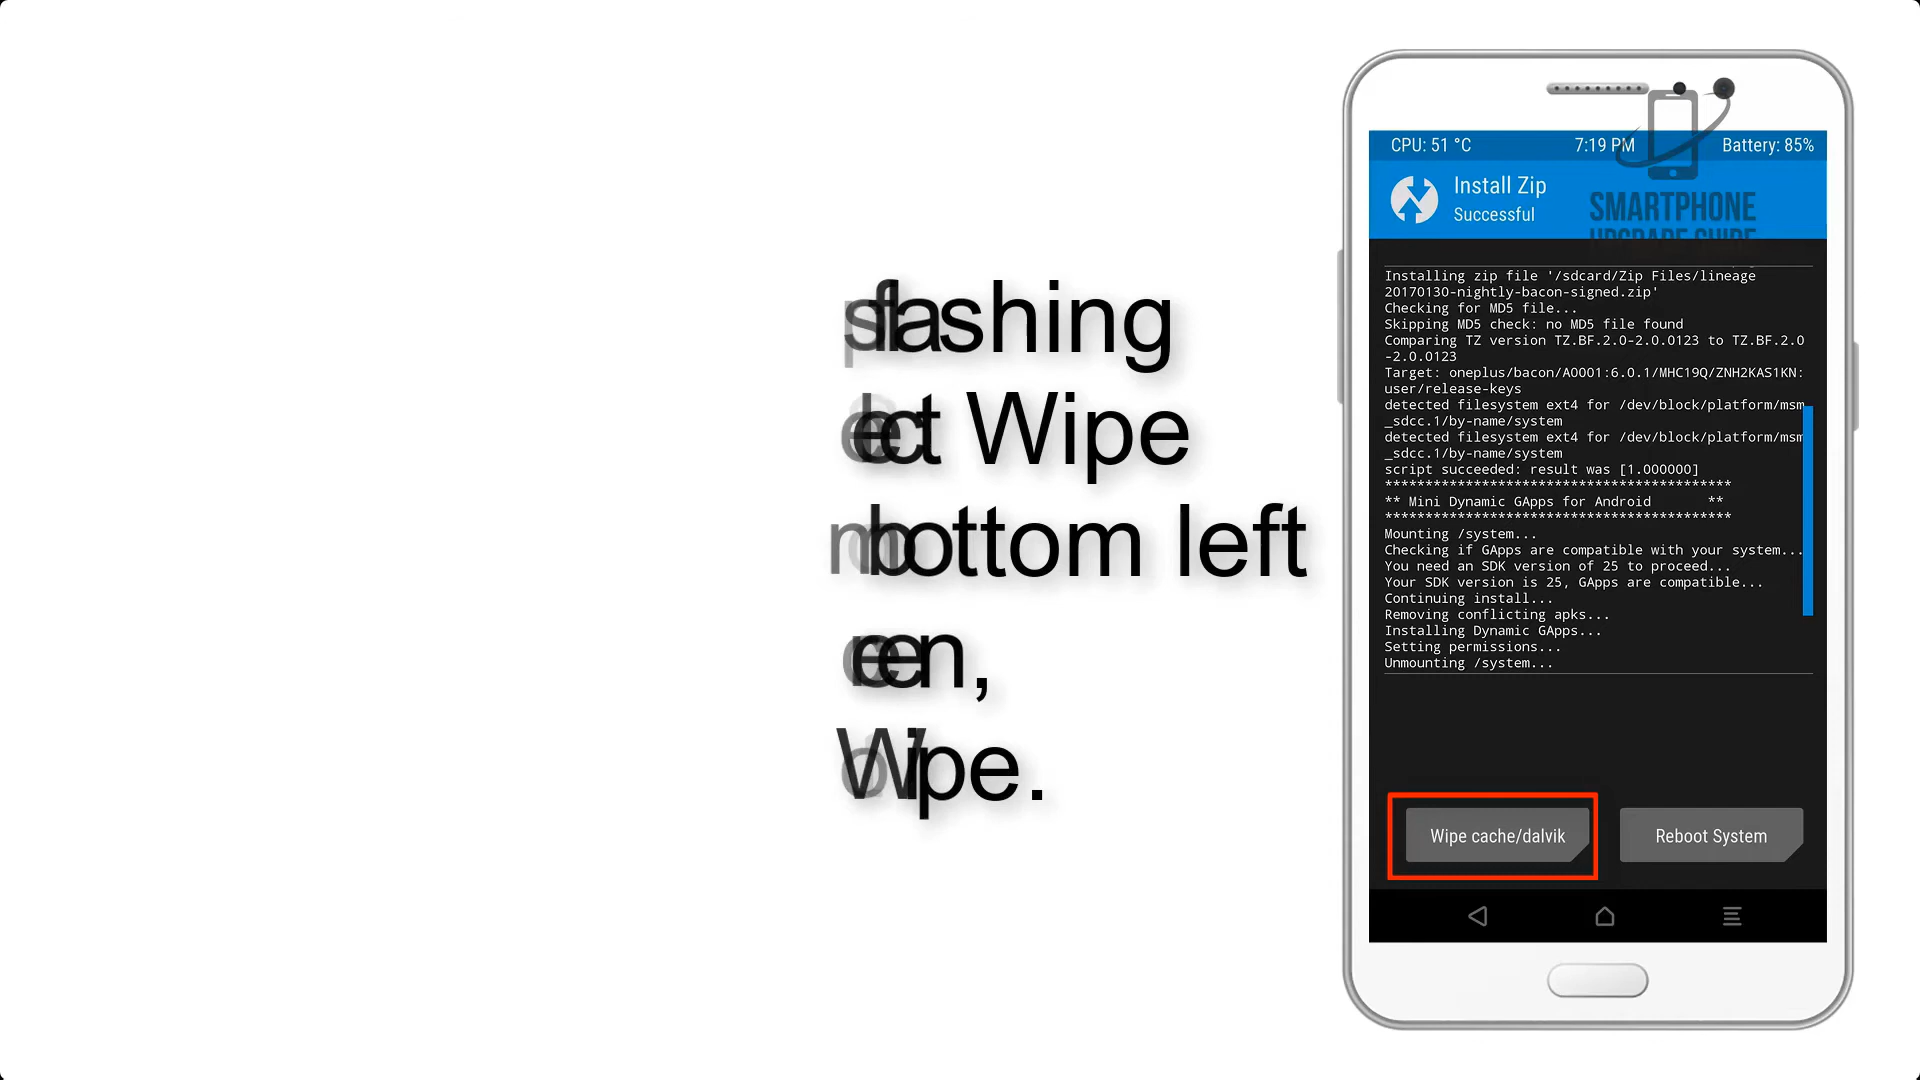 flashing
Wipe
bottom left
Wipe.
CPU: 51 °C 7:19 PM Battery: 85%
Install Zip
Successful
SMARTPHONE
UPGRADE GUIDE
Installing zip file '/sdcard/Zip Files/lineage
20170130-nightly-bacon-signed.zip'
Checking for MD5 file...
Skipping MD5 check: no MD5 file found
Comparing TZ version TZ.BF.2.0-2.0.0123 to TZ.BF.2.0
-2.0.0123
Target: oneplus/bacon/A0001:6.0.1/MHC19Q/ZNH2KAS1KN:
user/release-keys
detected filesystem ext4 for /dev/block/platform/msm
_sdcc.1/by-name/system
detected filesystem ext4 for /dev/block/platform/msm
_sdcc.1/by-name/system
script succeeded: result was [1.000000]
*******************************************
** Mini Dynamic GApps for Android **
*******************************************
Mounting /system...
Checking if GApps are compatible with your system...
You need an SDK version of 25 to proceed...
Your SDK version is 25, GApps are compatible...
Continuing install...
Removing conflicting apks...
Installing Dynamic GApps...
Setting permissions...
Unmounting /system...
Wipe cache/dalvik
Reboot System